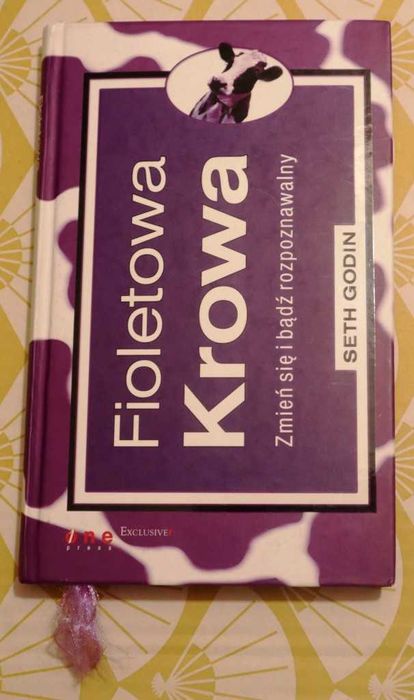 Fioletowa
Krowa
Zmień się i bądź rozpoznawalny
SETH GODIN
one
press
EXCLUSIVE!